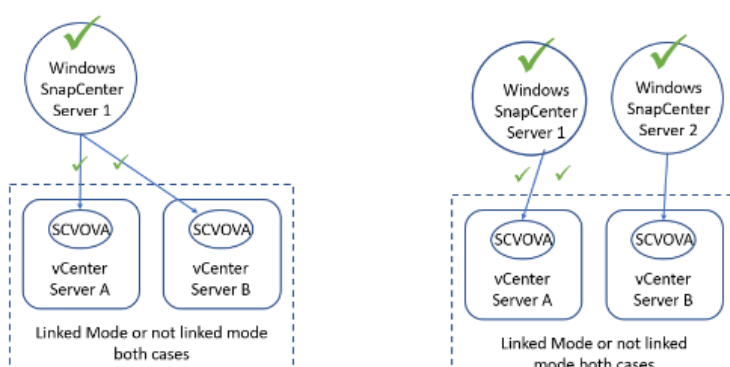 Windows
SnapCenter
Server 1
SCVOVA
vCenter
Server A
SCVOVA
vCenter
Server B
Linked Mode or not linked mode
both cases
Windows
SnapCenter
Server 1
Windows
SnapCenter
Server 2
SCVOVA
vCenter
Server A
SCVOVA
vCenter
Server B
Linked Mode or not linked
mode both cases